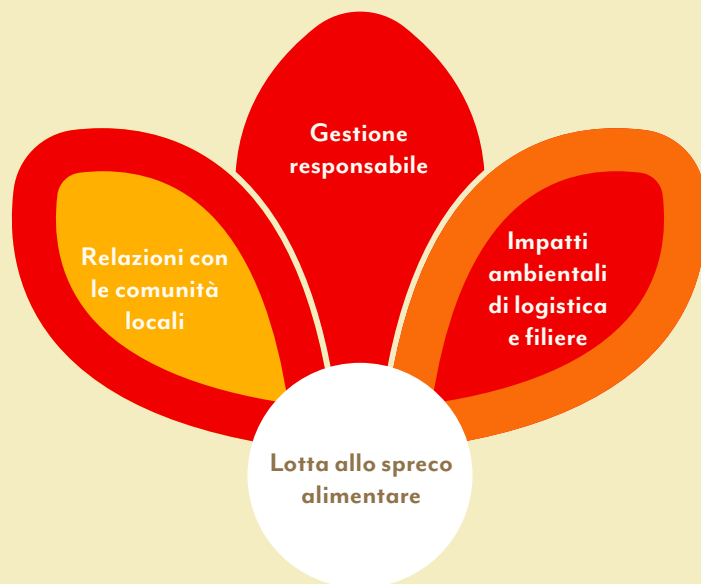 Gestione
responsabile
Relazioni con
le comunità
locali
Impatti
ambientali
di logistica
e filiere
Lotta allo spreco
alimentare